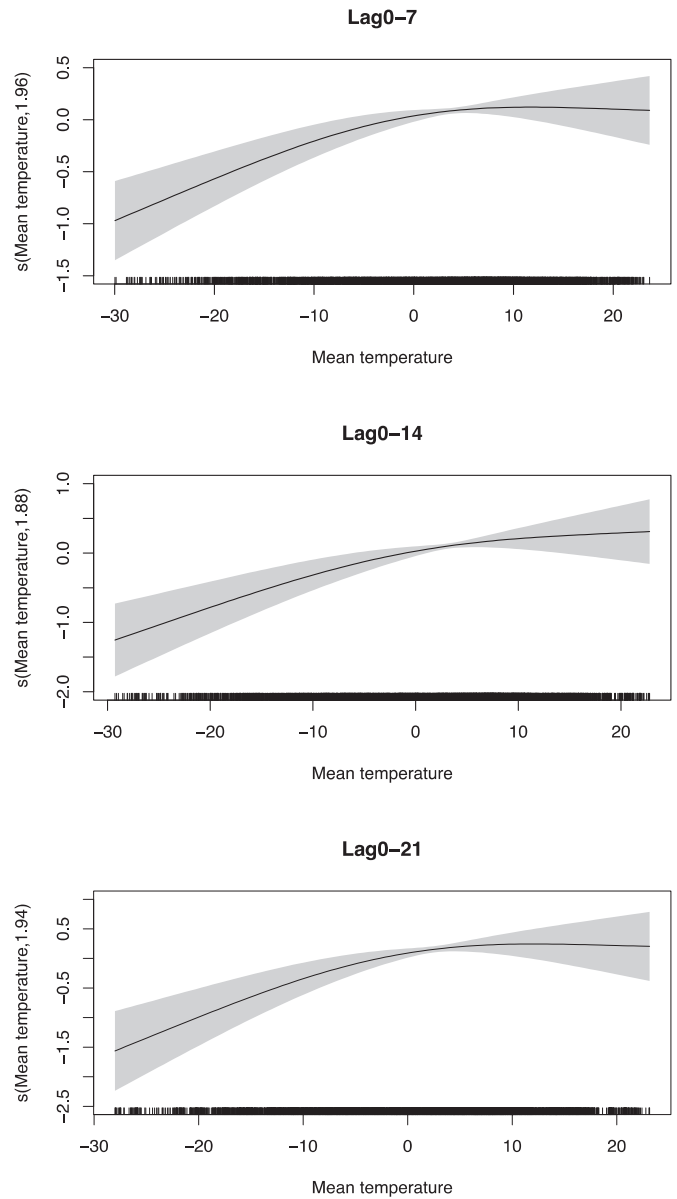 Lag0−7
s(Mean temperature,1.96)
0.5
0.0
−0.5
−1.0
−1.5
−30 −20 −10 0 10 20
Mean temperature
Lag0−14
s(Mean temperature,1.88)
1.0
0.0
−1.0
−2.0
−30 −20 −10 0 10 20
Mean temperature
Lag0−21
s(Mean temperature,1.94)
0.5
−0.5
−1.5
−2.5
−30 −20 −10 0 10 20
Mean temperature